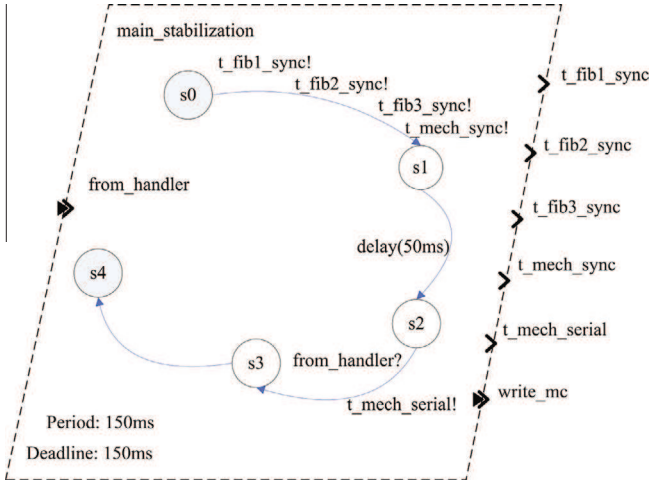 main_stabilization
t_fib1_sync!
t_fib2_sync!
t_fib3_sync!
t_mech_sync!
s0
s1
t_fib1_sync
t_fib2_sync
from_handler
t_fib3_sync
delay(50ms)
s4
t_mech_sync
s2
t_mech_serial
s3
from_handler?
t_mech_serial!
write_mc
Period: 150ms
Deadline: 150ms